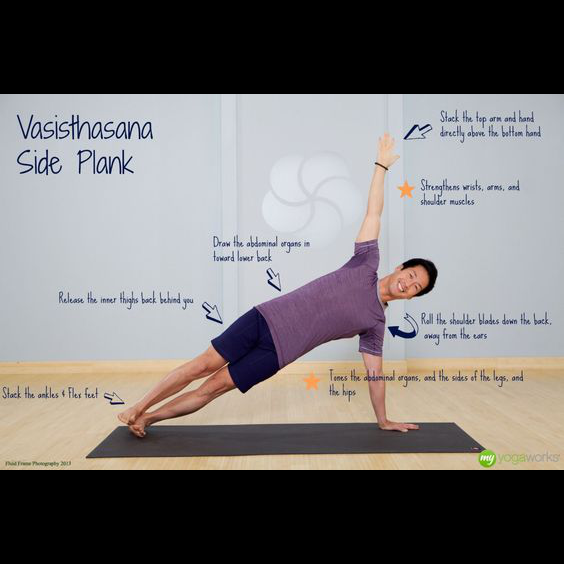 Vasisthasana
Side Plank
Stack the top arm and hand
directly above the bottom hand
Strengthens wrists, arms, and
shoulder muscles
Draw the abdominal organs in
toward lower back
Release the inner thighs back behind you
Roll the shoulder blades down the back,
away from the ears
Tones the abdominal organs, and the sides of the legs, and
the hips
Stack the ankles & Flex feet
Fluid Frame Photography 2013
my yogaworks